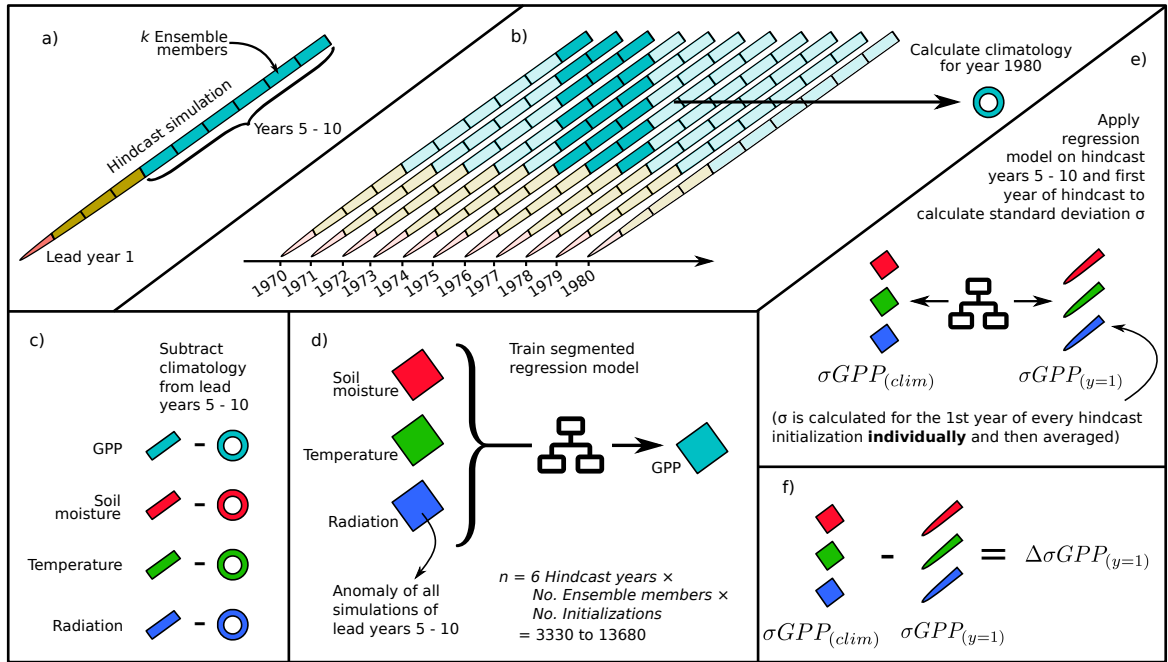 a)
k Ensemble
members
Hindcast simulation
Years 5 - 10
Lead year 1
b)
1970
1971
1972
1973
1974
1975
1976
1977
1978
1979
1980
Calculate climatology
for year 1980
c)
Subtract
climatology
from lead
years 5 - 10
GPP
-
Soil
moisture
-
Temperature
-
Radiation
-
d)
Train segmented
regression model
Soil
moisture
Temperature
Radiation
GPP
Anomaly of all
simulations of
lead years 5 - 10
n = 6 Hindcast years ×
No. Ensemble members ×
No. Initializations
= 3330 to 13680
e)
Apply
regression
model on hindcast
years 5 - 10 and first
year of hindcast to
calculate standard deviation σ
σGPP(clim)
σGPP(y=1)
(σ is calculated for the 1st year of every hindcast
initialization individually and then averaged)
f)
- = ΔσGPP(y=1)
σGPP(clim)
σGPP(y=1)